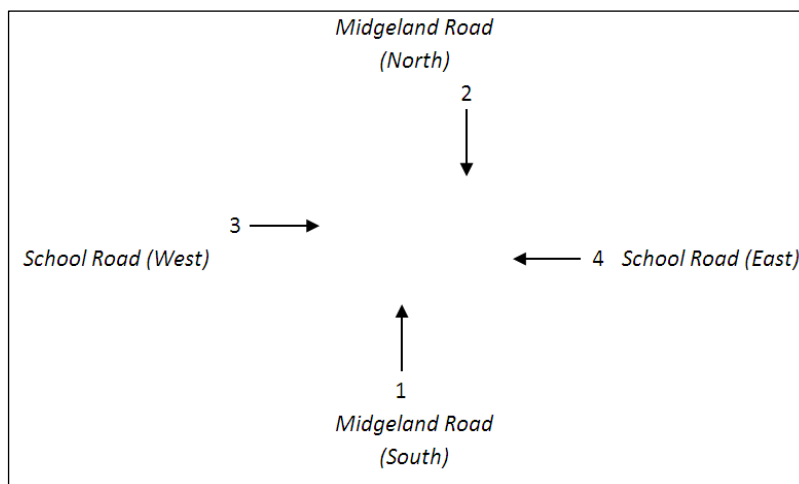 Midgeland Road
(North)
2
3
School Road (West)
4 School Road (East)
1
Midgeland Road
(South)